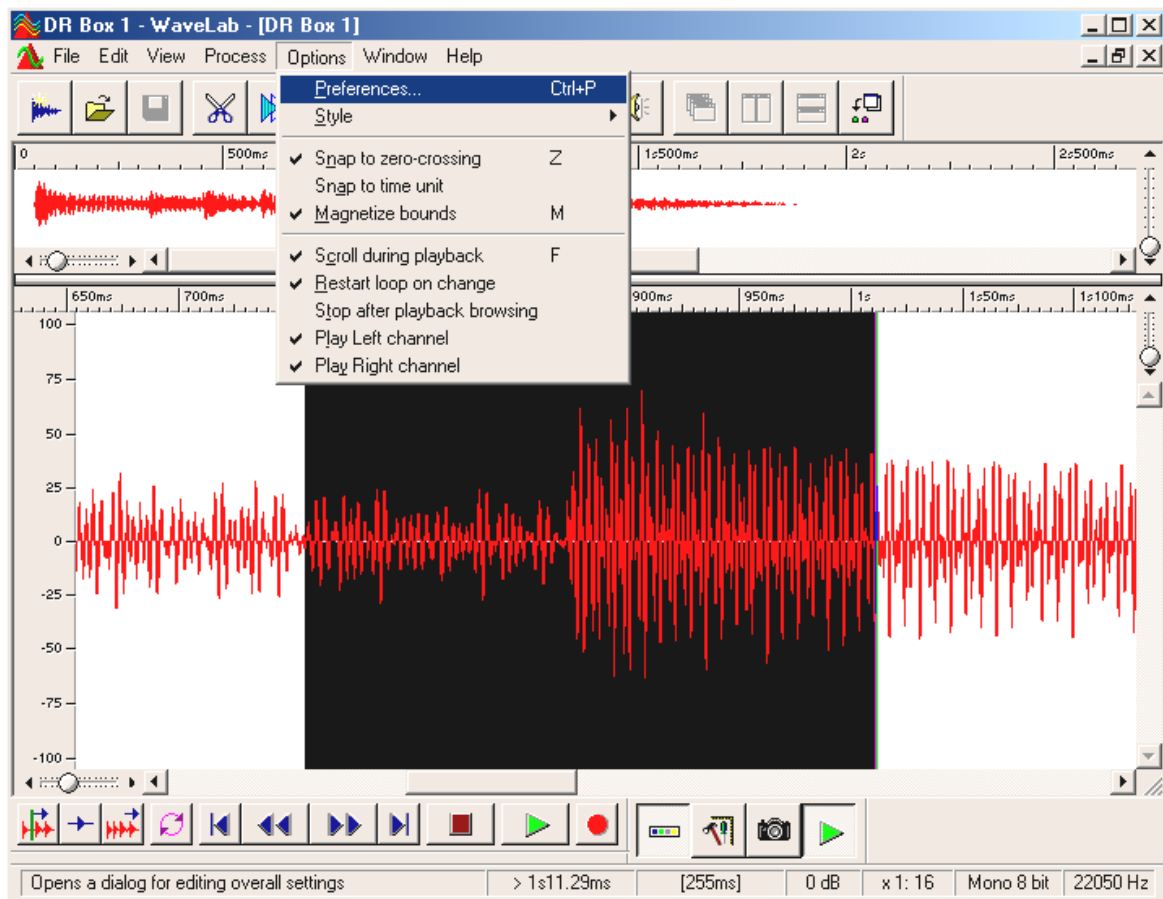 DR Box 1 - WaveLab - [DR Box 1]
File Edit View Process Options Window Help
Preferences... Ctrl+P
Style
Snap to zero-crossing Z
Snap to time unit
Magnetize bounds M
Scroll during playback F
Restart loop on change
Stop after playback browsing
Play Left channel
Play Right channel
0 500ms 1s500ms 2s 2s500ms
650ms 700ms 900ms 950ms 1s 1s50ms 1s100ms
100
75
50
25
0
-25
-50
-75
-100
Opens a dialog for editing overall settings > 1s11.29ms [255ms] 0 dB x 1: 16 Mono 8 bit 22050 Hz